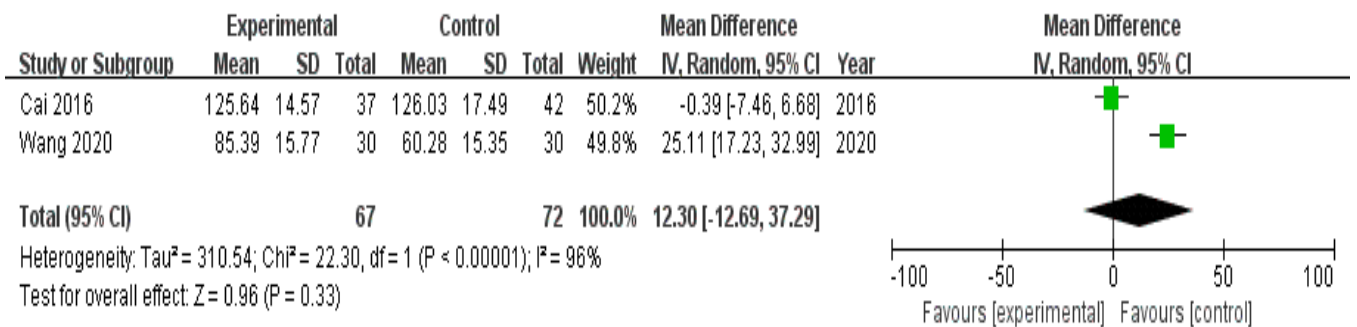 Experimental Control Mean Difference Mean Difference
Study or Subgroup Mean SD Total Mean SD Total Weight IV, Random, 95% CI Year IV, Random, 95% CI
Cai 2016 125.64 14.57 37 126.03 17.49 42 50.2% -0.39 [-7.46, 6.68] 2016
Wang 2020 85.39 15.77 30 60.28 15.35 30 49.8% 25.11 [17.23, 32.99] 2020
Total (95% CI) 67 72 100.0% 12.30 [-12.69, 37.29]
Heterogeneity: Tau² = 310.54; Chi² = 22.30, df = 1 (P < 0.00001); I² = 96%
Test for overall effect: Z = 0.96 (P = 0.33)
-100 -50 0 50 100
Favours [experimental] Favours [control]